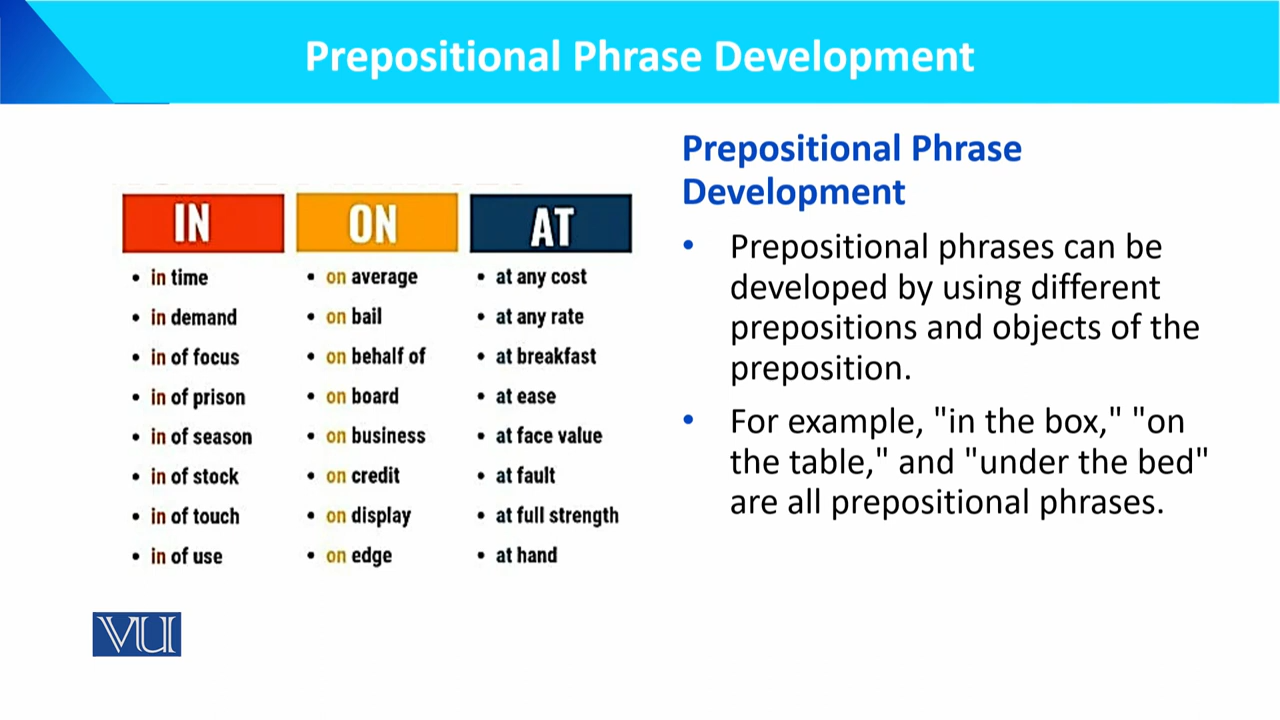 Prepositional Phrase Development
IN
• in time
• in demand
• in of focus
• in of prison
• in of season
• in of stock
• in of touch
• in of use
ON
• on average
• on bail
• on behalf of
• on board
• on business
• on credit
• on display
• on edge
AT
• at any cost
• at any rate
• at breakfast
• at ease
• at face value
• at fault
• at full strength
• at hand
Prepositional Phrase
Development
• Prepositional phrases can be
developed by using different
prepositions and objects of the
preposition.
• For example, "in the box," "on
the table," and "under the bed"
are all prepositional phrases.
VU